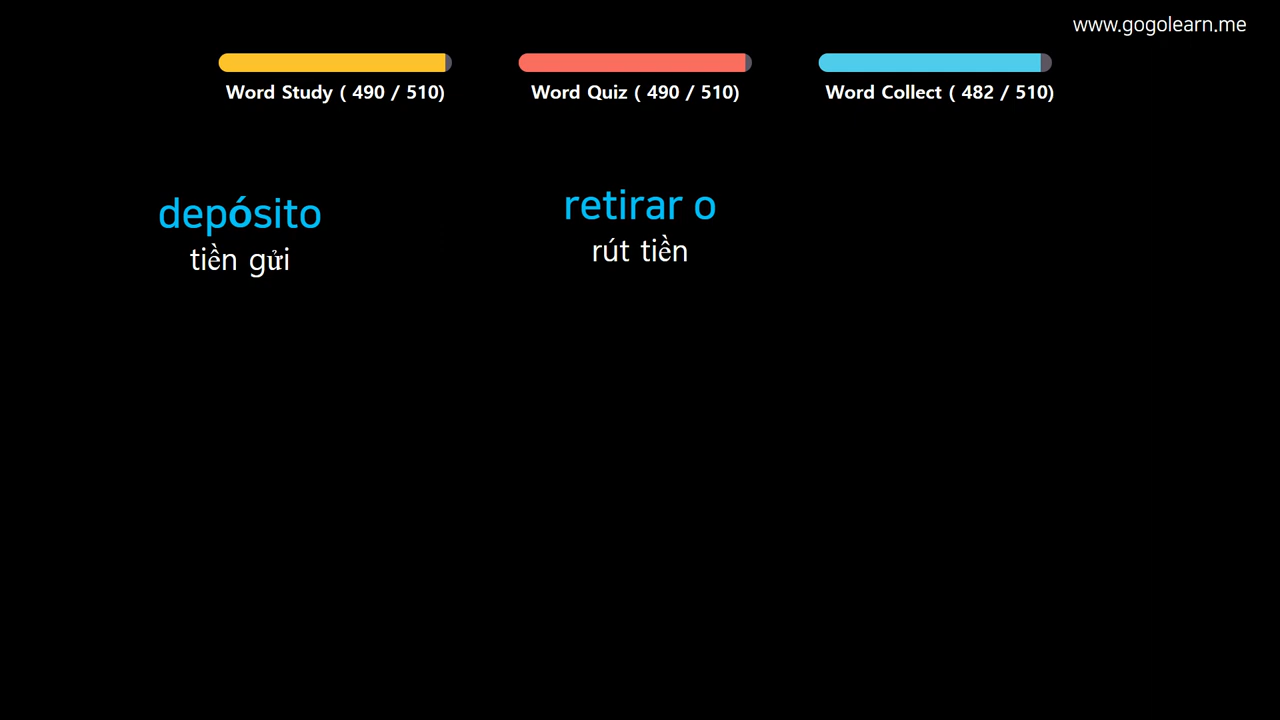 www.gogolearn.me
Word Study ( 490 / 510)
Word Quiz ( 490 / 510)
Word Collect ( 482 / 510)
depósito
tiền gửi
retirar o
rút tiền